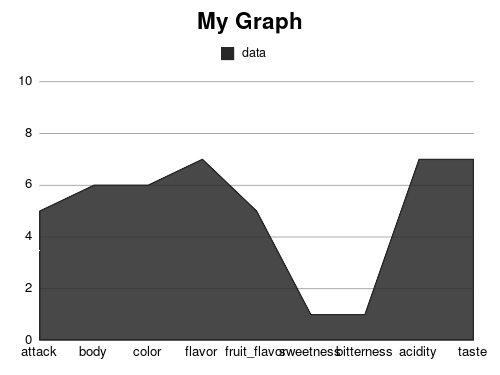 My Graph
data
10
8
6
4
2
0
attack body color flavor fruit_flavor sweetness bitterness acidity taste